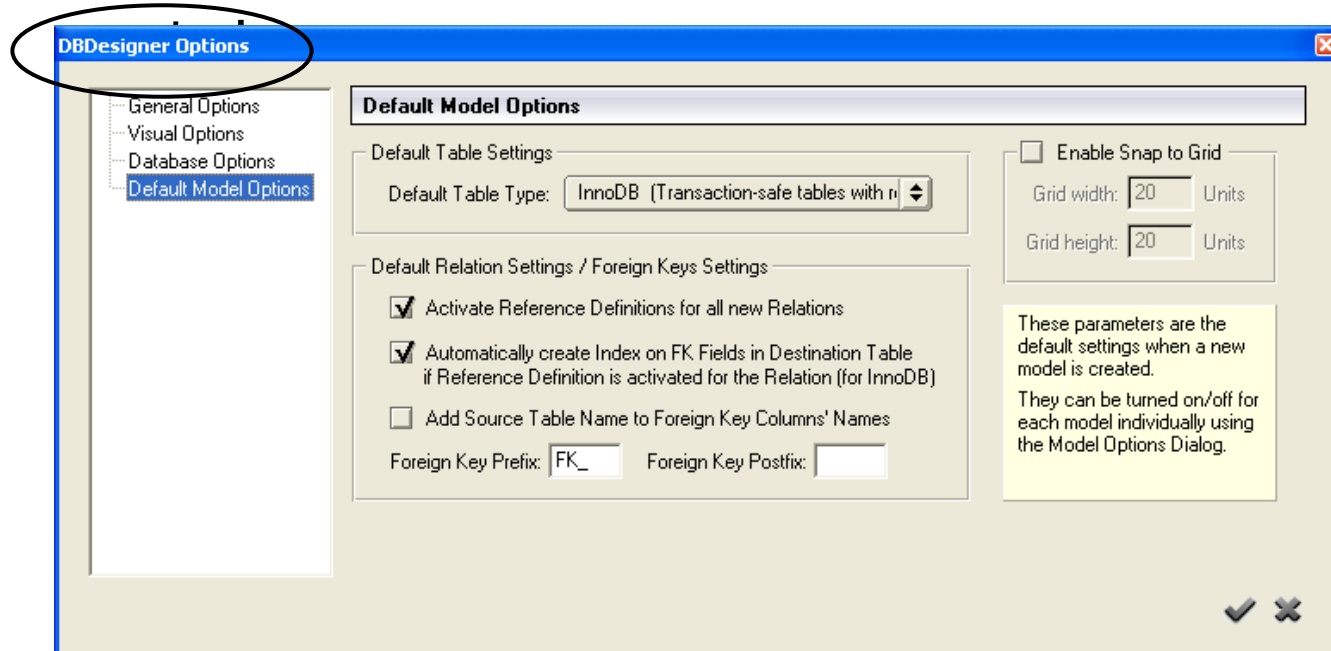 DBDesigner Options
General Options
Visual Options
Database Options
Default Model Options
Default Model Options
Default Table Settings
Default Table Type: InnoDB (Transaction-safe tables with
Default Relation Settings / Foreign Keys Settings
Activate Reference Definitions for all new Relations
Automatically create Index on FK Fields in Destination Table
if Reference Definition is activated for the Relation (for InnoDB)
Add Source Table Name to Foreign Key Columns' Names
Foreign Key Prefix: FK_ Foreign Key Postfix:
Enable Snap to Grid
Grid width: 20 Units
Grid height: 20 Units
These parameters are the
default settings when a new
model is created.
They can be turned on/off for
each model individually using
the Model Options Dialog.